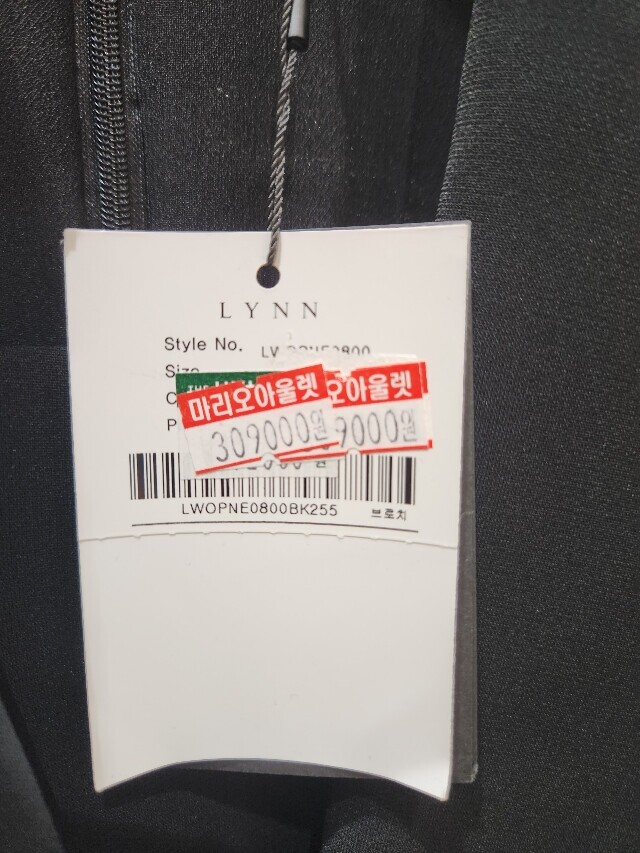 LYNN
Style No.
마리오아울렛
309000원
오아울렛
9000원
LWOPNE0800BK255 브로치